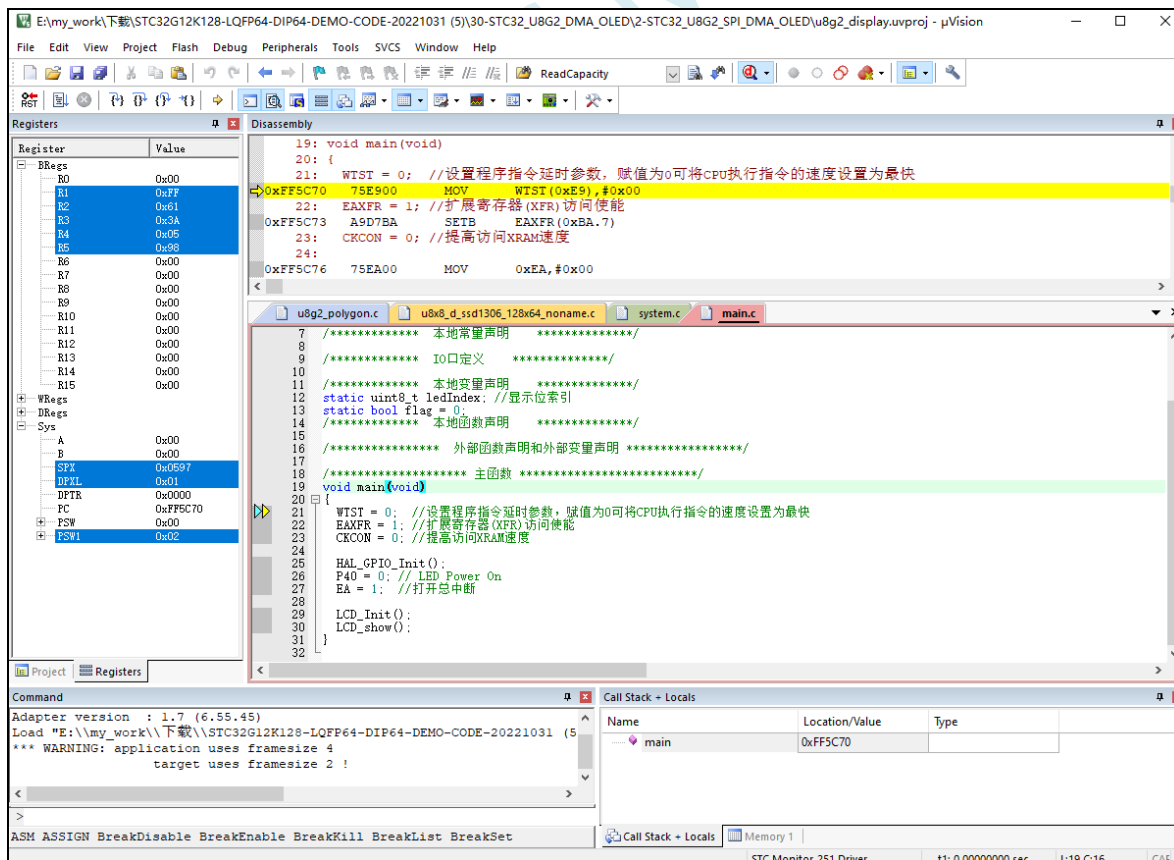 E:\my_work\下载\STC32G12K128-LQFP64-DIP64-DEMO-CODE-20221031 (5)\30-STC32_U8G2_DMA_OLED\2-STC32_U8G2_SPI_DMA_OLED\u8g2_display.uvproj - µVision
File Edit View Project Flash Debug Peripherals Tools SVCS Window Help
ReadCapacity
RST
Registers
Register Value
BRegs
R0 0x00
R1 0xFF
R2 0x61
R3 0x3A
R4 0x05
R5 0x98
R6 0x00
R7 0x00
R8 0x00
R9 0x00
R10 0x00
R11 0x00
R12 0x00
R13 0x00
R14 0x00
R15 0x00
WRegs
DRegs
Sys
A 0x00
B 0x00
SPX 0x0597
DPXL 0x01
DPTR 0x0000
PC 0xFF5C70
PSW 0x00
PSW1 0x02
Project Registers
Disassembly
19: void main(void)
20: {
21: WTST = 0; //设置程序指令延时参数，赋值为0可将CPU执行指令的速度设置为最快
0xFF5C70 75E900 MOV WTST(0xE9),#0x00
22: EAXFR = 1; //扩展寄存器(XFR)访问使能
0xFF5C73 A9D7BA SETB EAXFR(0xBA.7)
23: CKCON = 0; //提高访问XRAM速度
24:
0xFF5C76 75EA00 MOV 0xEA,#0x00
u8g2_polygon.c u8x8_d_ssd1306_128x64_noname.c system.c main.c
7 /************* 本地常量声明 **************/
8
9 /************* IO口定义 **************/
10
11 /************* 本地变量声明 **************/
12 static uint8_t ledIndex; //显示位索引
13 static bool flag = 0;
14 /************* 本地函数声明 **************/
15
16 /**************** 外部函数声明和外部变量声明 *****************/
17
18 /******************** 主函数 **************************/
19 void main(void)
20 {
21 WTST = 0; //设置程序指令延时参数，赋值为0可将CPU执行指令的速度设置为最快
22 EAXFR = 1; //扩展寄存器(XFR)访问使能
23 CKCON = 0; //提高访问XRAM速度
24
25 HAL_GPIO_Init();
26 P40 = 0; // LED Power On
27 EA = 1; //打开总中断
28
29 LCD_Init();
30 LCD_show();
31 }
32
Command
Adapter version : 1.7 (6.55.45)
Load "E:\\my_work\\下载\\STC32G12K128-LQFP64-DIP64-DEMO-CODE-20221031 (5
*** WARNING: application uses framesize 4
target uses framesize 2 !
>
ASM ASSIGN BreakDisable BreakEnable BreakKill BreakList BreakSet
Call Stack + Locals
Name Location/Value Type
main 0xFF5C70
Call Stack + Locals Memory 1
STC Monitor 251 Driver t1: 0.00000000 sec L:19 C:16